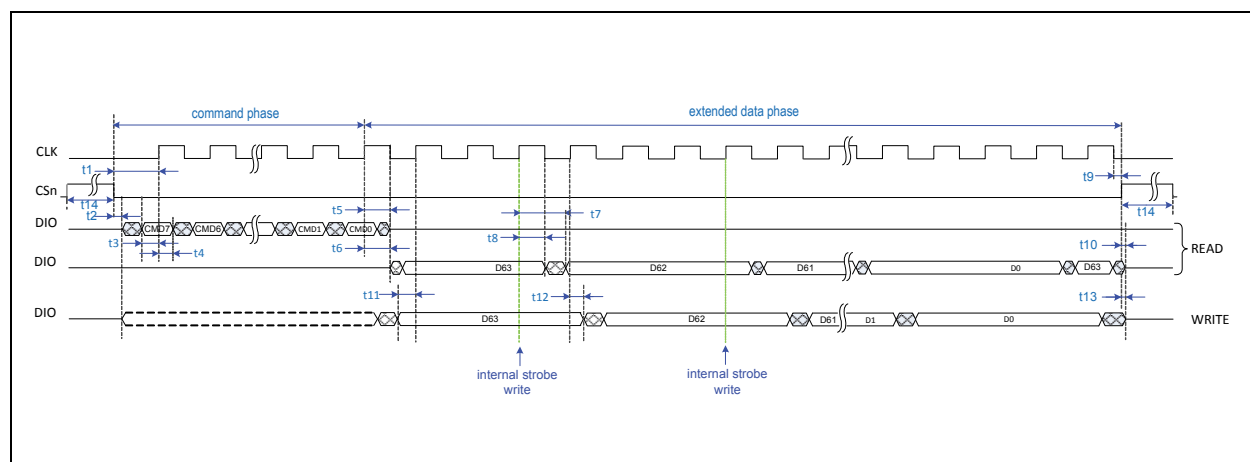 command phase
extended data phase
CLK
t1
t9
CSn
t14
t14
t2
t5
t7
DIO
CMD7
CMD6
CMD1
CMD0
t3
t4
t6
t8
t10
READ
DIO
D63
D62
D61
D0
D63
t11
t12
t13
DIO
D63
D62
D61
D1
D0
WRITE
internal strobe
write
internal strobe
write